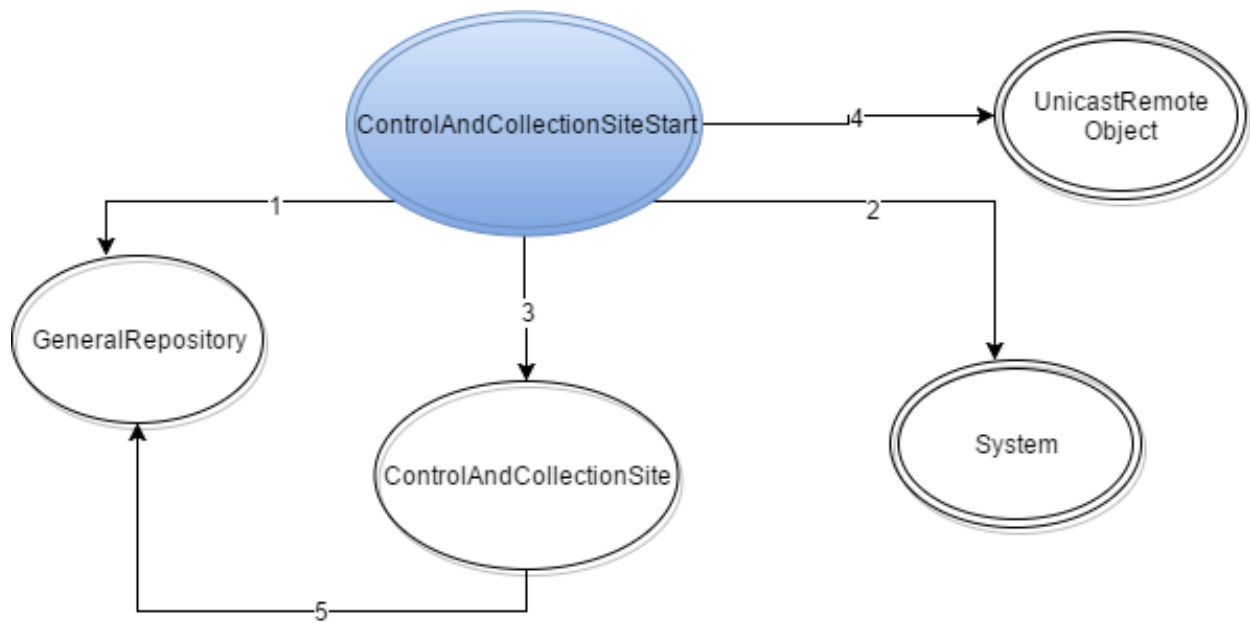 ControlAndCollectionSiteStart
UnicastRemote
Object
4
1
2
3
GeneralRepository
ControlAndCollectionSite
System
5